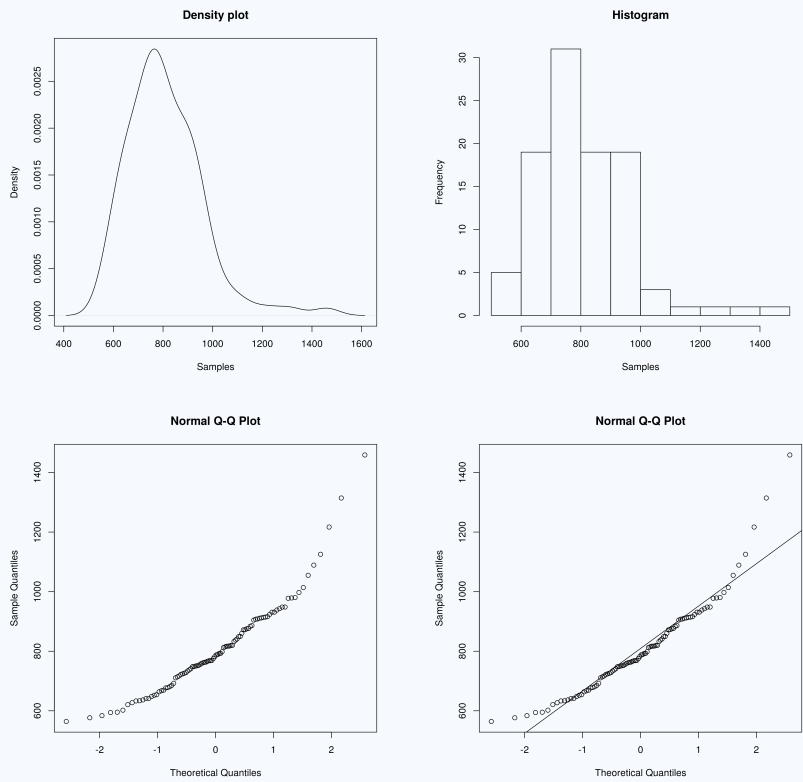 Density plot
Density
0.0000 0.0005 0.0010 0.0015 0.0020 0.0025
400 600 800 1000 1200 1400 1600
Samples
Histogram
Frequency
0 5 10 15 20 25 30
600 800 1000 1200 1400
Samples
Normal Q-Q Plot
Sample Quantiles
600 800 1000 1200 1400
-2 -1 0 1 2
Theoretical Quantiles
Normal Q-Q Plot
Sample Quantiles
600 800 1000 1200 1400
-2 -1 0 1 2
Theoretical Quantiles